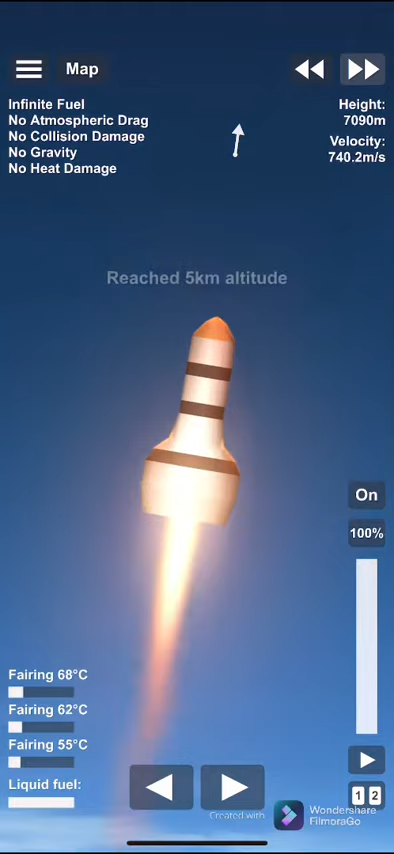 Map
Infinite Fuel
No Atmospheric Drag
No Collision Damage
No Gravity
No Heat Damage
Height:
7090m
Velocity:
740.2m/s
Reached 5km altitude
On
100%
Fairing 68°C
Fairing 62°C
Fairing 55°C
Liquid fuel:
1 2
Created with
Wondershare
FilmoraGo